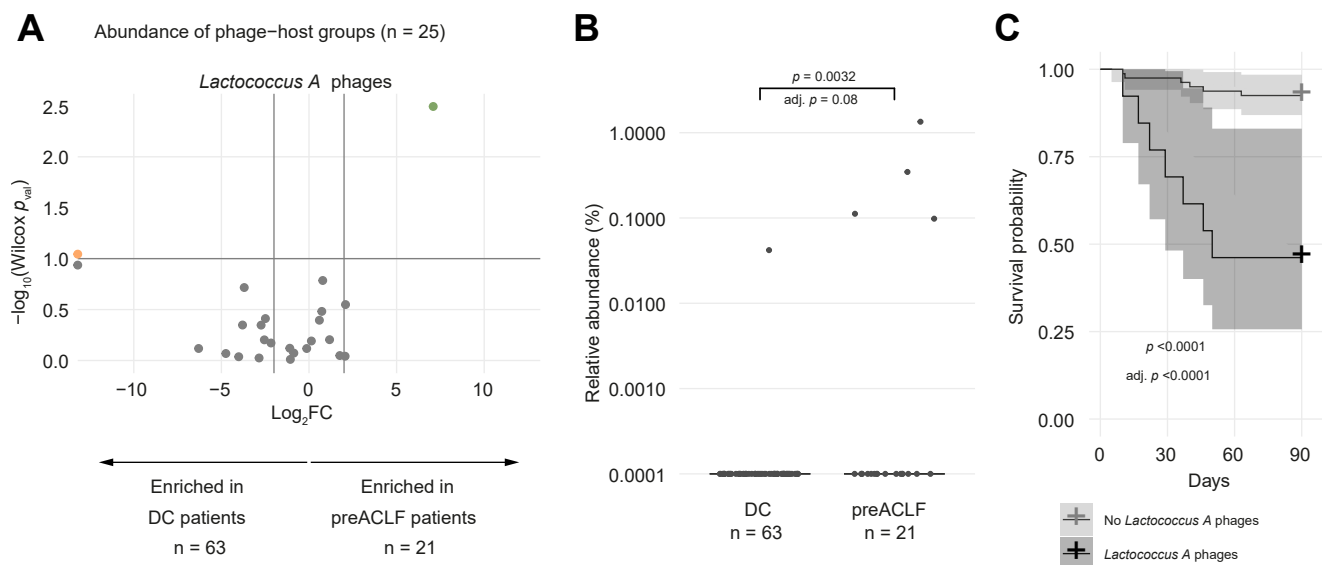 A
Abundance of phage−host groups (n = 25)
Lactococcus A phages
2.5
2.0
1.5
1.0
0.5
0.0
−log10(Wilcox pval)
−10
−5
0
5
10
Log2FC
Enriched in
DC patients
n = 63
Enriched in
preACLF patients
n = 21
B
p = 0.0032
adj. p = 0.08
1.0000
0.1000
0.0100
0.0010
0.0001
Relative abundance (%)
DC
n = 63
preACLF
n = 21
C
1.00
0.75
0.50
0.25
0.00
Survival probability
p <0.0001
adj. p <0.0001
0
30
60
90
Days
No Lactococcus A phages
Lactococcus A phages